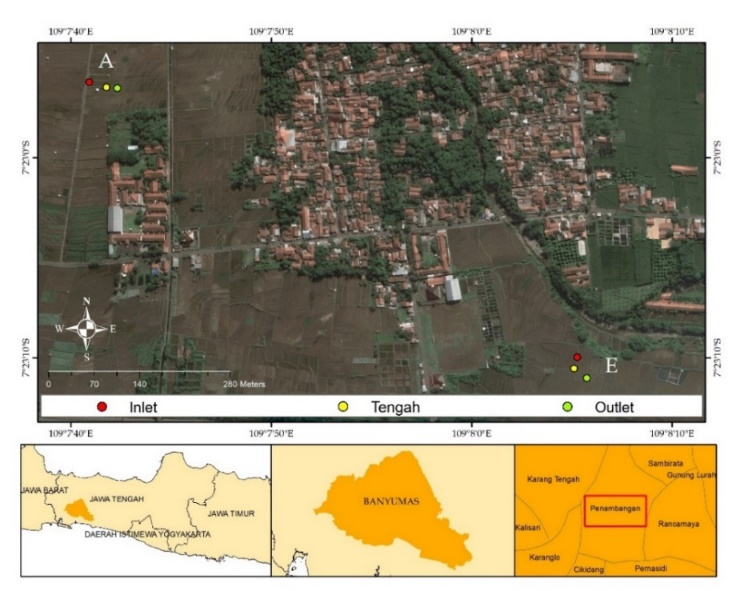 109°7'40"E 109°7'50"E 109°8'0"E 109°8'10"E
A
7°23'0"S 7°23'0"S
N
W E
S
7°23'10"S 7°23'10"S
E
0 70 140 280 Meters
Inlet Tengah Outlet
109°7'40"E 109°7'50"E 109°8'0"E 109°8'10"E
JAWA BARAT
JAWA TENGAH
JAWA TIMUR
DAERAH ISTIMEWA YOGYAKARTA
BANYUMAS
Sambirata
Karang Tengah
Gunung Lurah
Penambangan
Rancamaya
Kalisari
Karanglo
Cikidang
Pernasidi